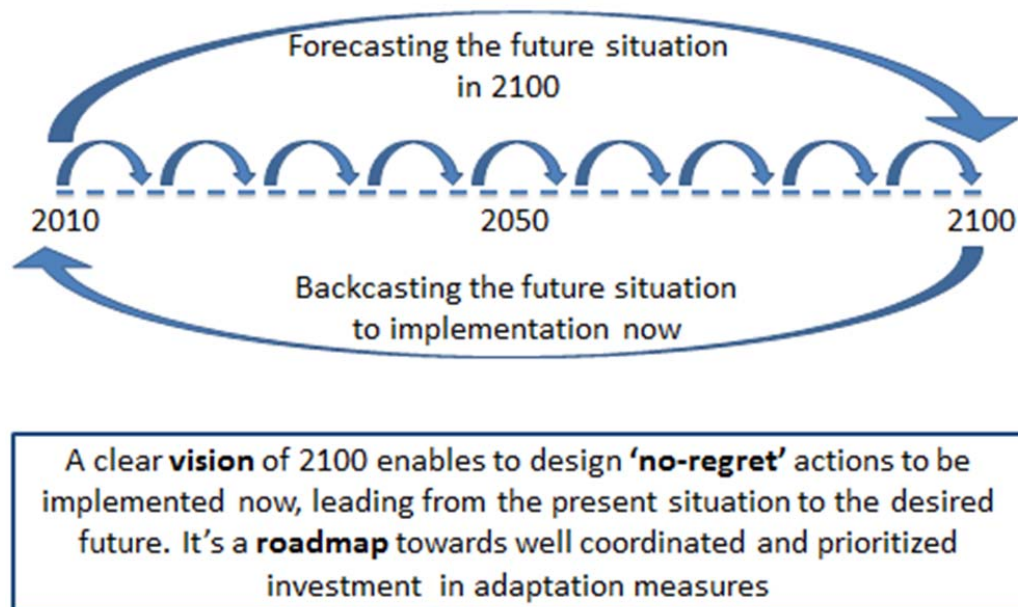 Forecasting the future situation
in 2100
2010 2050 2100
Backcasting the future situation
to implementation now
A clear vision of 2100 enables to design ‘no-regret’ actions to be
implemented now, leading from the present situation to the desired
future. It’s a roadmap towards well coordinated and prioritized
investment in adaptation measures